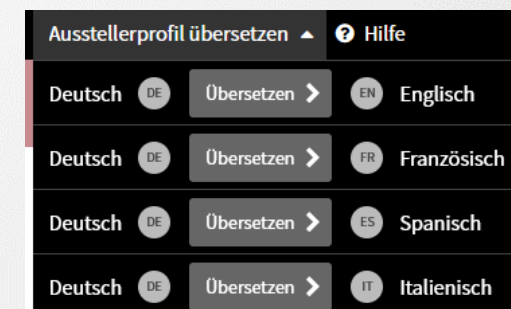 Ausstellerprofil übersetzen ? Hilfe
Deutsch DE Übersetzen EN Englisch
Deutsch DE Übersetzen FR Französisch
Deutsch DE Übersetzen ES Spanisch
Deutsch DE Übersetzen IT Italienisch